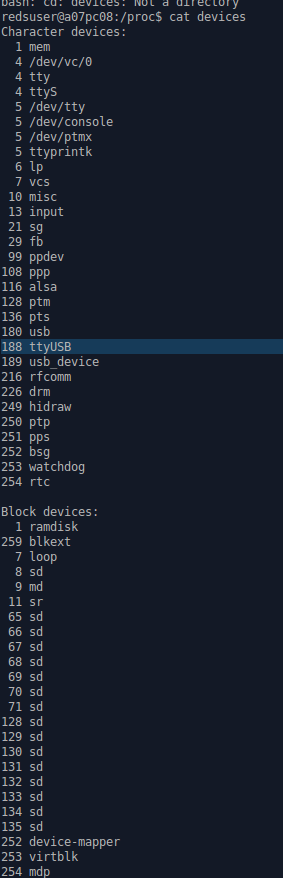 bash: cd: devices: Not a directory
redsuser@a07pc08:/proc$ cat devices
Character devices:
  1 mem
  4 /dev/vc/0
  4 tty
  4 ttyS
  5 /dev/tty
  5 /dev/console
  5 /dev/ptmx
  5 ttyprintk
  6 lp
  7 vcs
 10 misc
 13 input
 21 sg
 29 fb
 99 ppdev
108 ppp
116 alsa
128 ptm
136 pts
180 usb
188 ttyUSB
189 usb_device
216 rfcomm
226 drm
249 hidraw
250 ptp
251 pps
252 bsg
253 watchdog
254 rtc

Block devices:
  1 ramdisk
259 blkext
  7 loop
  8 sd
  9 md
 11 sr
 65 sd
 66 sd
 67 sd
 68 sd
 69 sd
 70 sd
 71 sd
128 sd
129 sd
130 sd
131 sd
132 sd
133 sd
134 sd
135 sd
252 device-mapper
253 virtblk
254 mdp